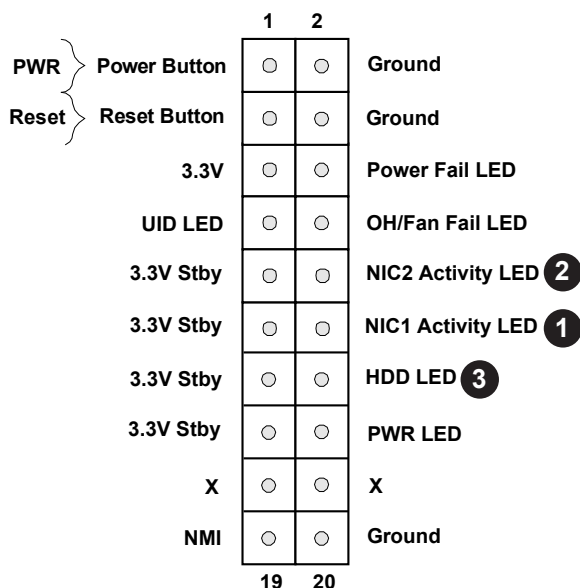 1 2
PWR Power Button Ground
Reset Reset Button Ground
3.3V Power Fail LED
UID LED OH/Fan Fail LED
3.3V Stby NIC2 Activity LED 2
3.3V Stby NIC1 Activity LED 1
3.3V Stby HDD LED 3
3.3V Stby PWR LED
X X
NMI Ground
19 20